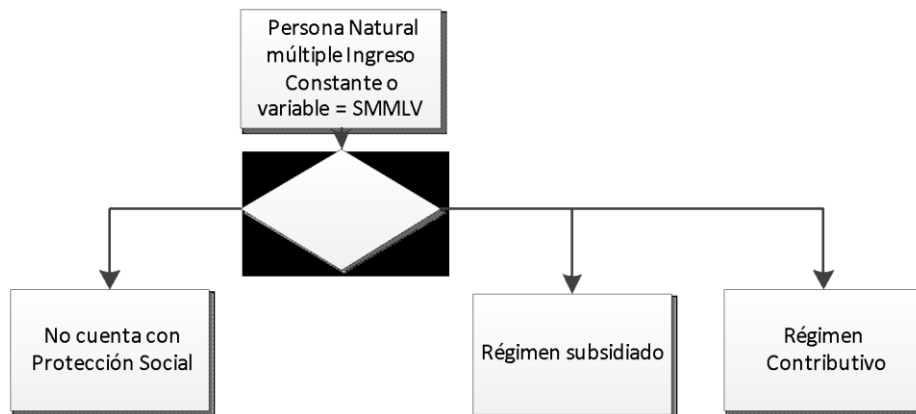 Persona Natural
múltiple Ingreso
Constante o
variable = SMMLV
No cuenta con
Protección Social
Régimen subsidiado
Régimen
Contributivo